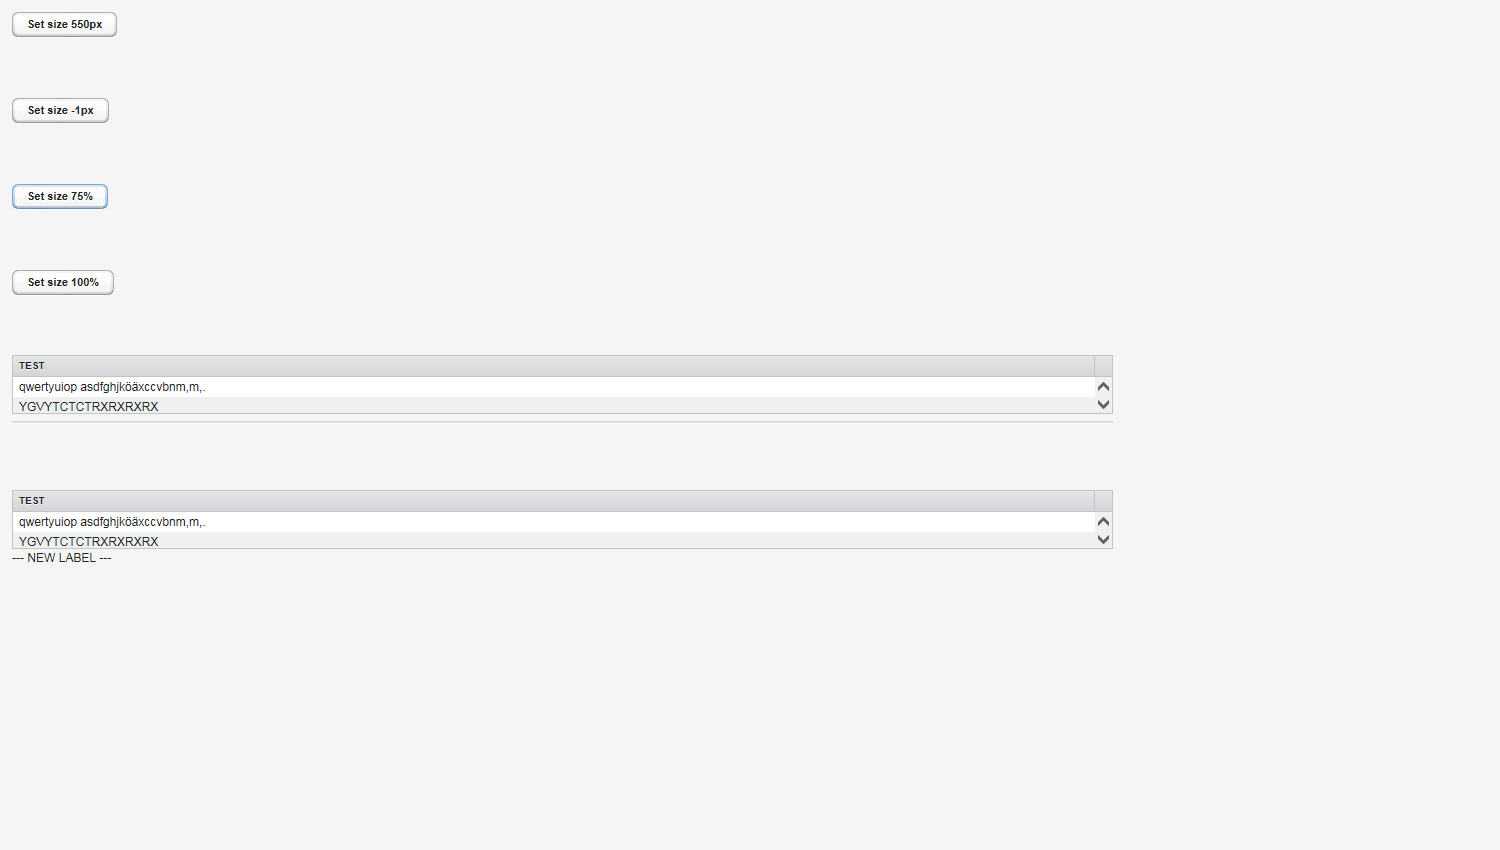 Set size 550px
Set size -1px
Set size 75%
Set size 100%
TEST
qwertyuiop asdfghjköäxccvbnm,m,.
YGVYTCTCTRXRXRXRX
TEST
qwertyuiop asdfghjköäxccvbnm,m,.
YGVYTCTCTRXRXRXRX
--- NEW LABEL ---